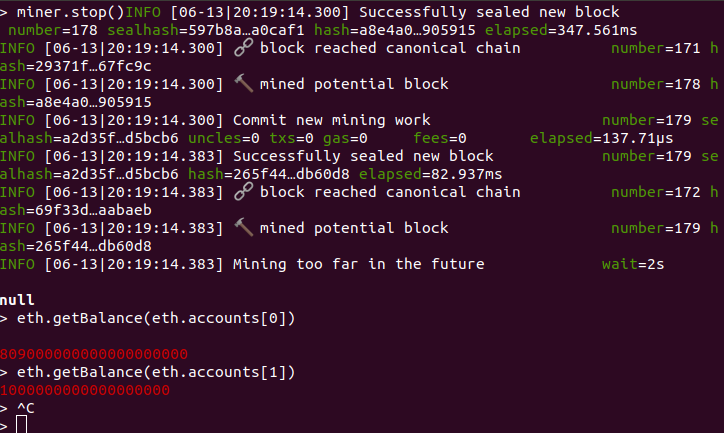 > miner.stop()INFO [06-13|20:19:14.300] Successfully sealed new block
number=178 sealhash=597b8a…a0caf1 hash=a8e4a0…905915 elapsed=347.561ms
INFO [06-13|20:19:14.300] 🔗 block reached canonical chain number=171 h
ash=29371f…67fc9c
INFO [06-13|20:19:14.300] 🔨 mined potential block number=178 h
ash=a8e4a0…905915
INFO [06-13|20:19:14.300] Commit new mining work number=179 se
alhash=a2d35f…d5bcb6 uncles=0 txs=0 gas=0 fees=0 elapsed=137.71µs
INFO [06-13|20:19:14.383] Successfully sealed new block number=179 se
alhash=a2d35f…d5bcb6 hash=265f44…db60d8 elapsed=82.937ms
INFO [06-13|20:19:14.383] 🔗 block reached canonical chain number=172 h
ash=69f33d…aabaeb
INFO [06-13|20:19:14.383] 🔨 mined potential block number=179 h
ash=265f44…db60d8
INFO [06-13|20:19:14.383] Mining too far in the future wait=2s
null
> eth.getBalance(eth.accounts[0])
809000000000000000000
> eth.getBalance(eth.accounts[1])
1000000000000000000
> ^C
>